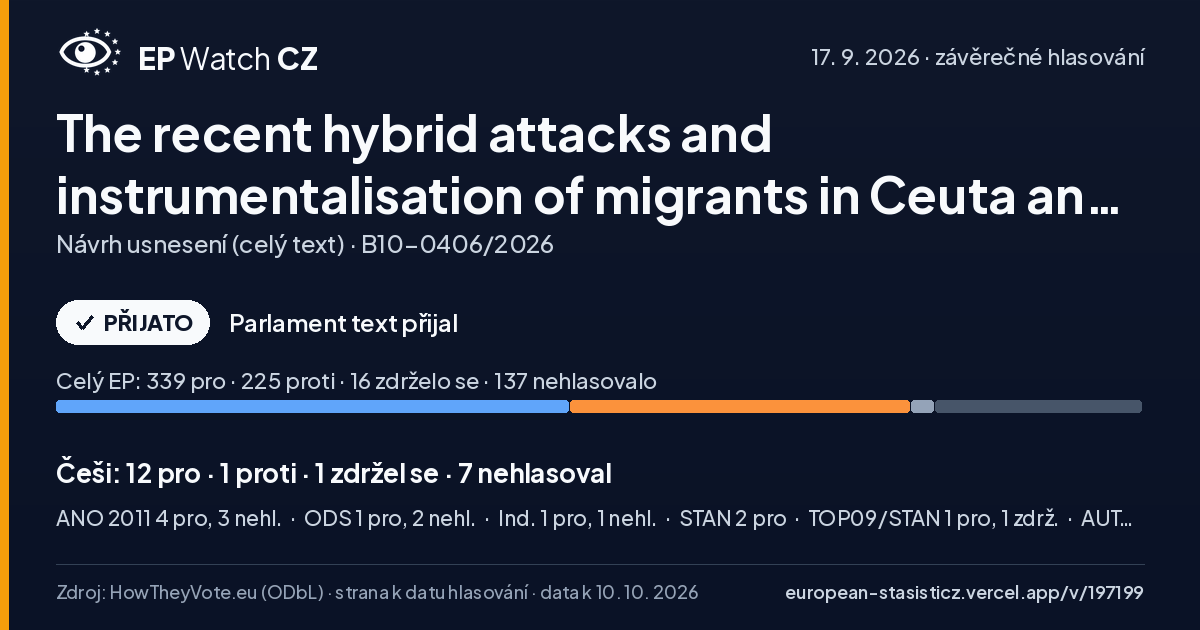 EP Watch CZ
17. 9. 2026 · závěrečné hlasování
The recent hybrid attacks and
instrumentalisation of migrants in Ceuta an…
Návrh usnesení (celý text) · B10-0406/2026
✓ PŘIJATO Parlament text přijal
Celý EP: 339 pro · 225 proti · 16 zdrželo se · 137 nehlasovalo
Češi: 12 pro · 1 proti · 1 zdržel se · 7 nehlasoval
ANO 2011 4 pro, 3 nehl. · ODS 1 pro, 2 nehl. · Ind. 1 pro, 1 nehl. · STAN 2 pro · TOP09/STAN 1 pro, 1 zdrž. · AUT…
Zdroj: HowTheyVote.eu (ODbL) · strana k datu hlasování · data k 10. 10. 2026
european-stasisticz.vercel.app/v/197199